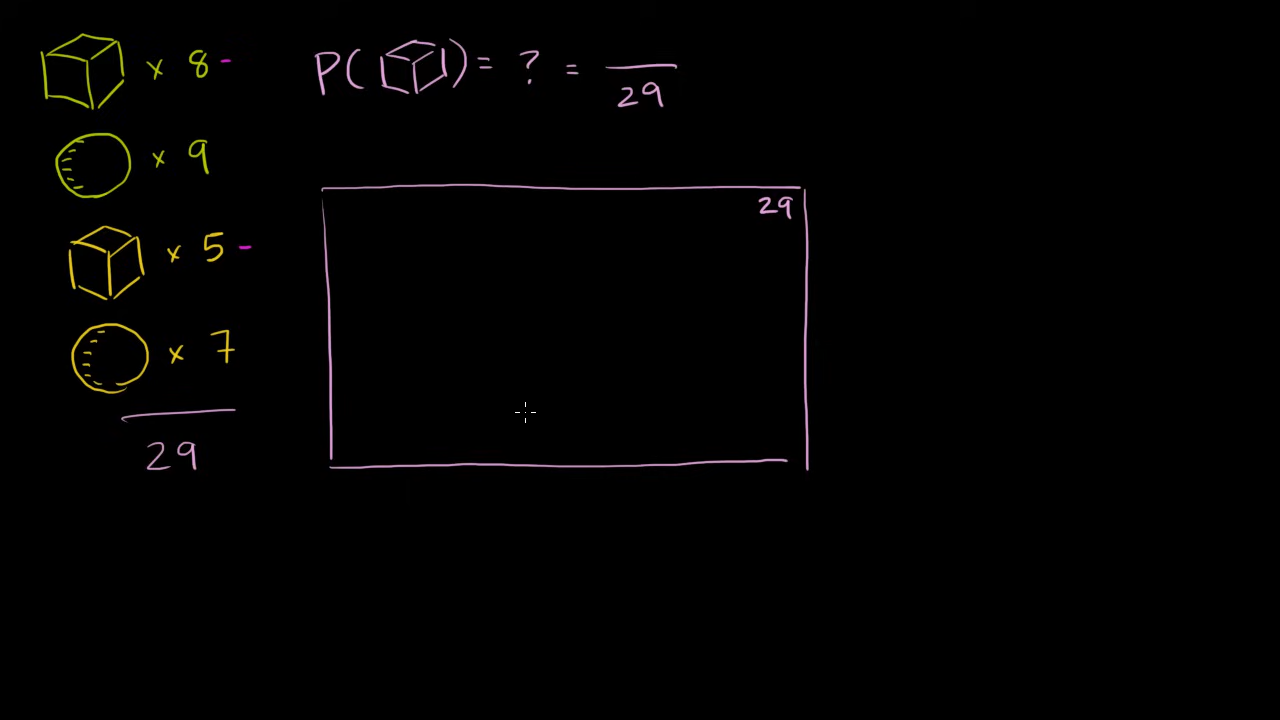 × 8 -
P( ) = ? = 
29
× 9
29
× 5 -
× 7
29